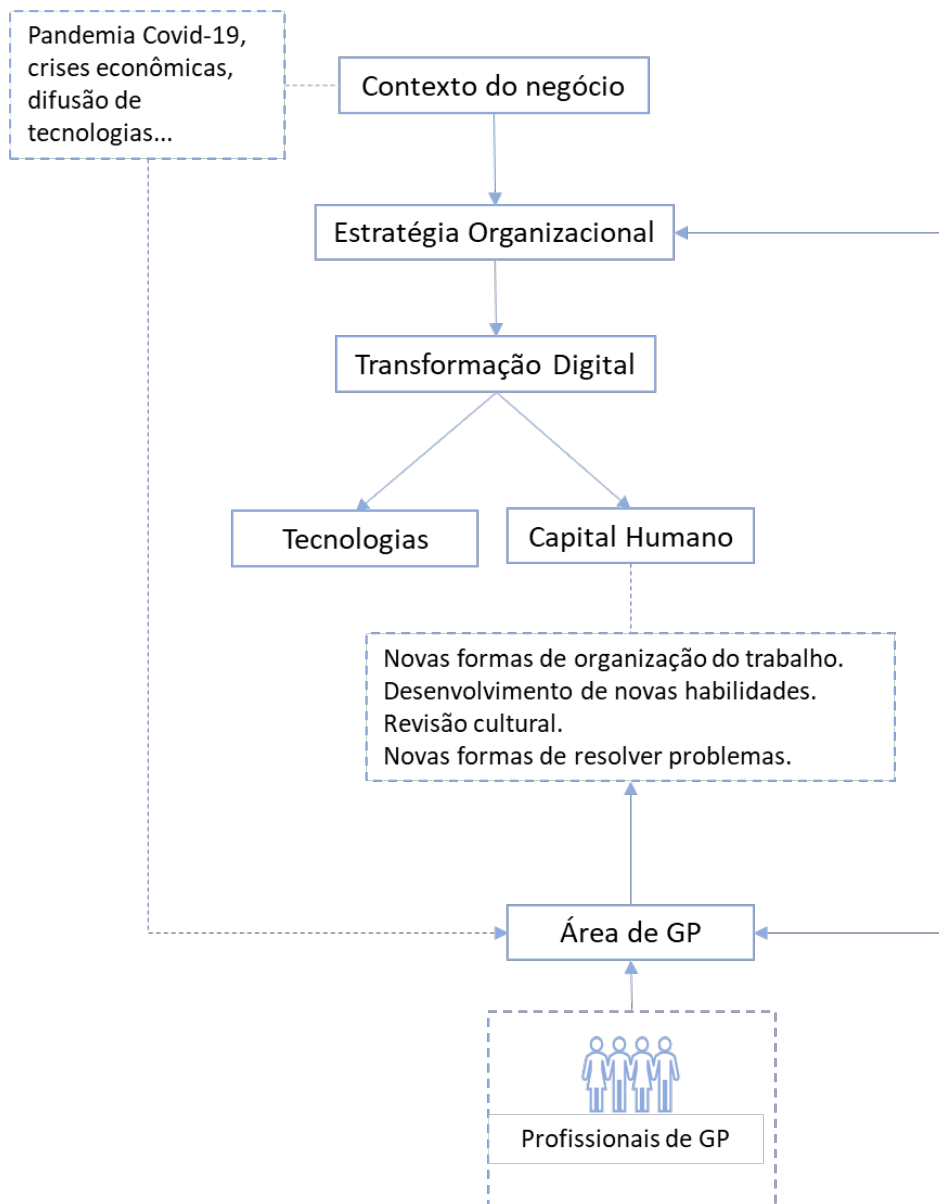 Pandemia Covid-19,
crises econômicas,
difusão de
tecnologias...
Contexto do negócio
Estratégia Organizacional
Transformação Digital
Tecnologias
Capital Humano
Novas formas de organização do trabalho.
Desenvolvimento de novas habilidades.
Revisão cultural.
Novas formas de resolver problemas.
Área de GP
Profissionais de GP